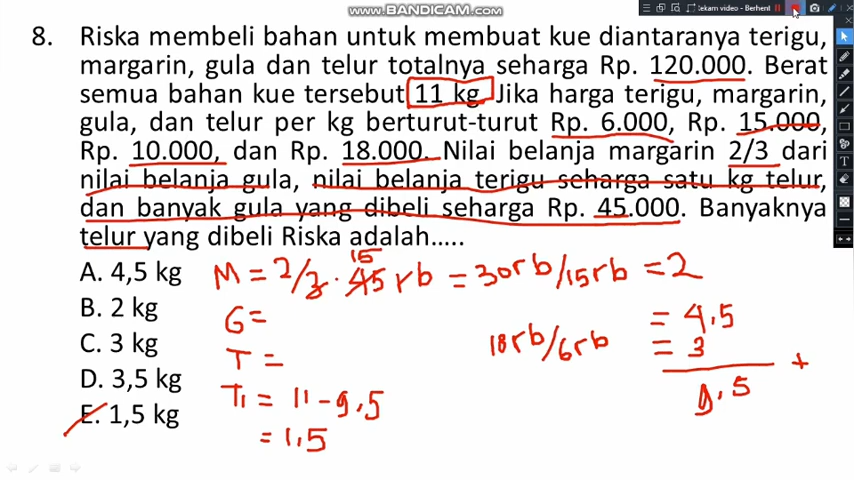 www.BANDICAM.com
Rekam video - Berhent
8. Riska membeli bahan untuk membuat kue diantaranya terigu,
margarin, gula dan telur totalnya seharga Rp. 120.000. Berat
semua bahan kue tersebut 11 kg. Jika harga terigu, margarin,
gula, dan telur per kg berturut-turut Rp. 6.000, Rp. 15.000,
Rp. 10.000, dan Rp. 18.000. Nilai belanja margarin 2/3 dari
nilai belanja gula, nilai belanja terigu seharga satu kg telur,
dan banyak gula yang dibeli seharga Rp. 45.000. Banyaknya
telur yang dibeli Riska adalah.....
A. 4,5 kg
B. 2 kg
C. 3 kg
D. 3,5 kg
E. 1,5 kg
15
M = 2/3 . 45 rb = 30rb/15rb = 2
G = = 4.5
T = 18rb/6rb = 3
+
9.5
T1 = 11 - 9,5
= 1,5